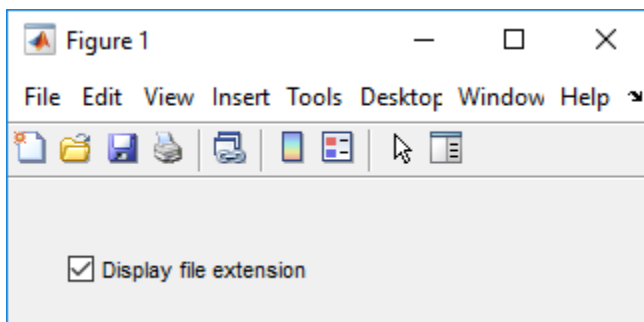 Figure 1
File Edit View Insert Tools Desktop Window Help
Display file extension